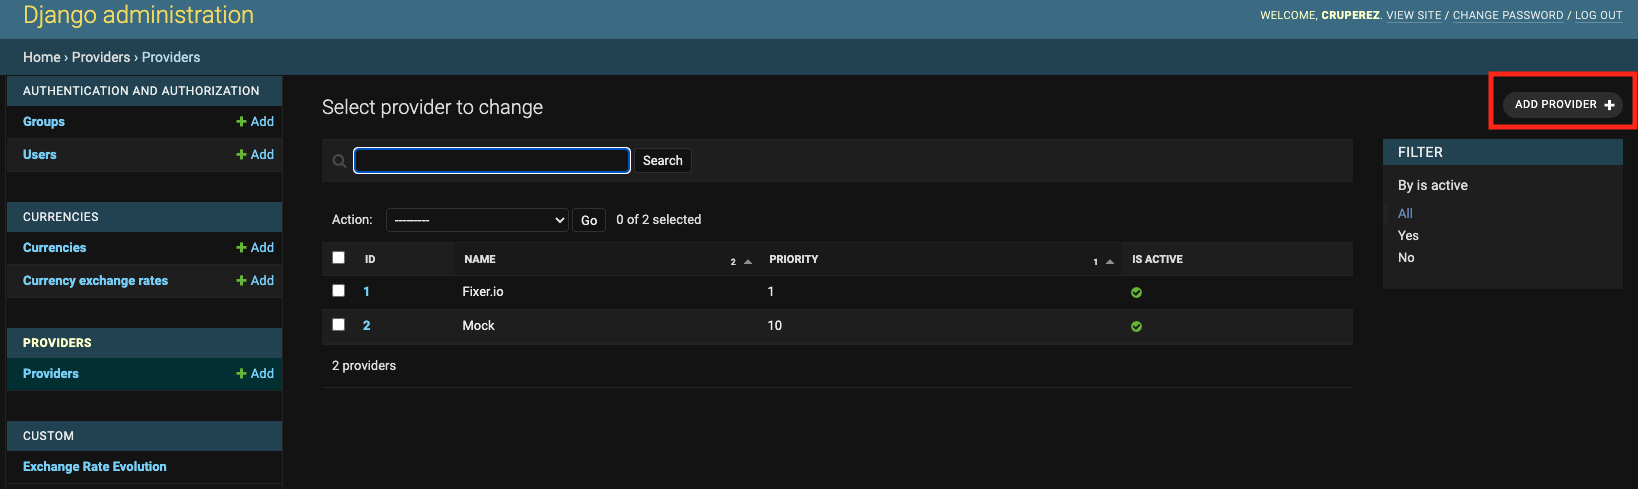 Django administration
WELCOME, CRUPEREZ. VIEW SITE / CHANGE PASSWORD / LOG OUT
Home › Providers › Providers
AUTHENTICATION AND AUTHORIZATION
Groups + Add
Users + Add
CURRENCIES
Currencies + Add
Currency exchange rates + Add
PROVIDERS
Providers + Add
CUSTOM
Exchange Rate Evolution
Select provider to change
ADD PROVIDER +
Search
Action: --------- Go 0 of 2 selected
ID NAME 2 PRIORITY 1 IS ACTIVE
1 Fixer.io 1
2 Mock 10
2 providers
FILTER
By is active
All
Yes
No